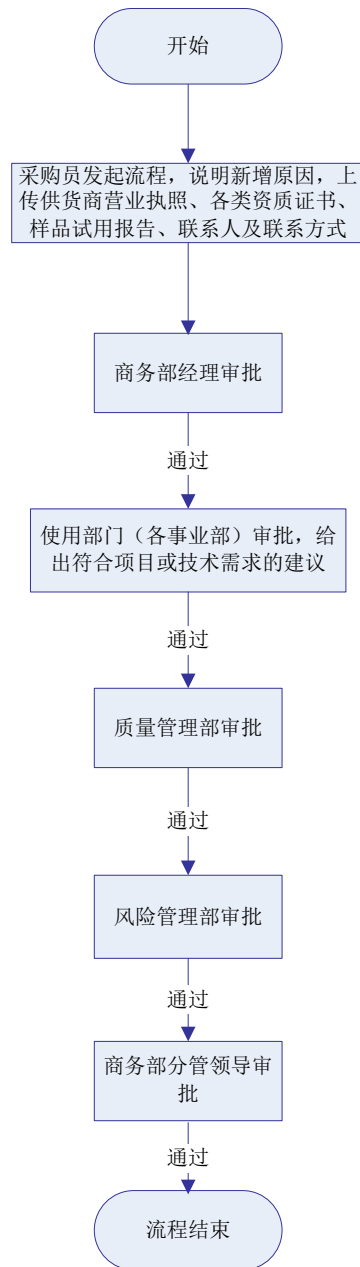 开始
采购员发起流程，说明新增原因，上
传供货商营业执照、各类资质证书、
样品试用报告、联系人及联系方式
商务部经理审批
通过
使用部门（各事业部）审批，给
出符合项目或技术需求的建议
通过
质量管理部审批
通过
风险管理部审批
通过
商务部分管领导审
批
通过
流程结束